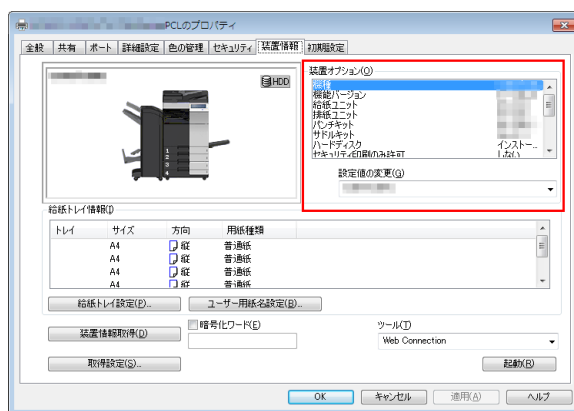 PCLのプロパティ
全般 共有 ポート 詳細設定 色の管理 セキュリティ 装置情報 初期設定
HDD
1
2
3
4
装置オプション(O)
機種
機能バージョン
給紙ユニット
排紙ユニット
パンチキット
サドルキット
ハードディスク インストー...
セキュリティ印刷のみ許可 しない
設定値の変更(G)
給紙トレイ情報(I)
トレイ サイズ 方向 用紙種類
A4 縦 普通紙
A4 縦 普通紙
A4 縦 普通紙
A4 縦 普通紙
給紙トレイ設定(P)... ユーザー用紙名設定(B)...
装置情報取得(D) 暗号化ワード(E) ツール(T)
Web Connection
取得設定(S)... 起動(R)
OK キャンセル 適用(A) ヘルプ